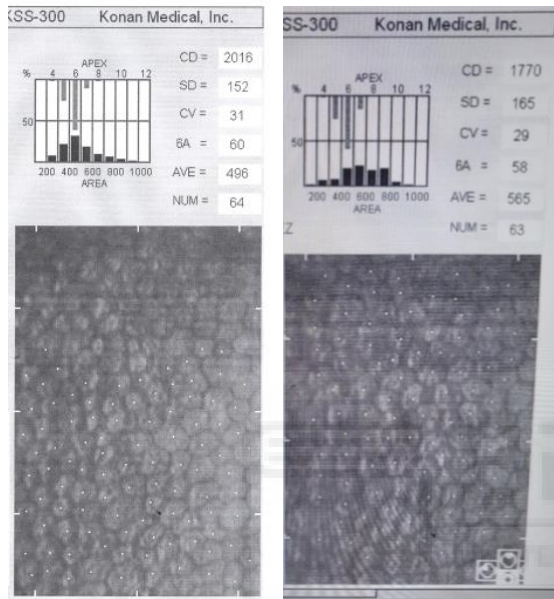 KSS-300 Konan Medical, Inc.
APEX
% 4 6 8 10 12
50
200 400 600 800 1000
AREA
CD = 2016
SD = 152
CV = 31
6A = 60
AVE = 496
NUM = 64
SS-300 Konan Medical, Inc.
APEX
% 4 6 8 10 12
50
200 400 600 800 1000
AREA
CD = 1770
SD = 165
CV = 29
6A = 58
AVE = 565
NUM = 63